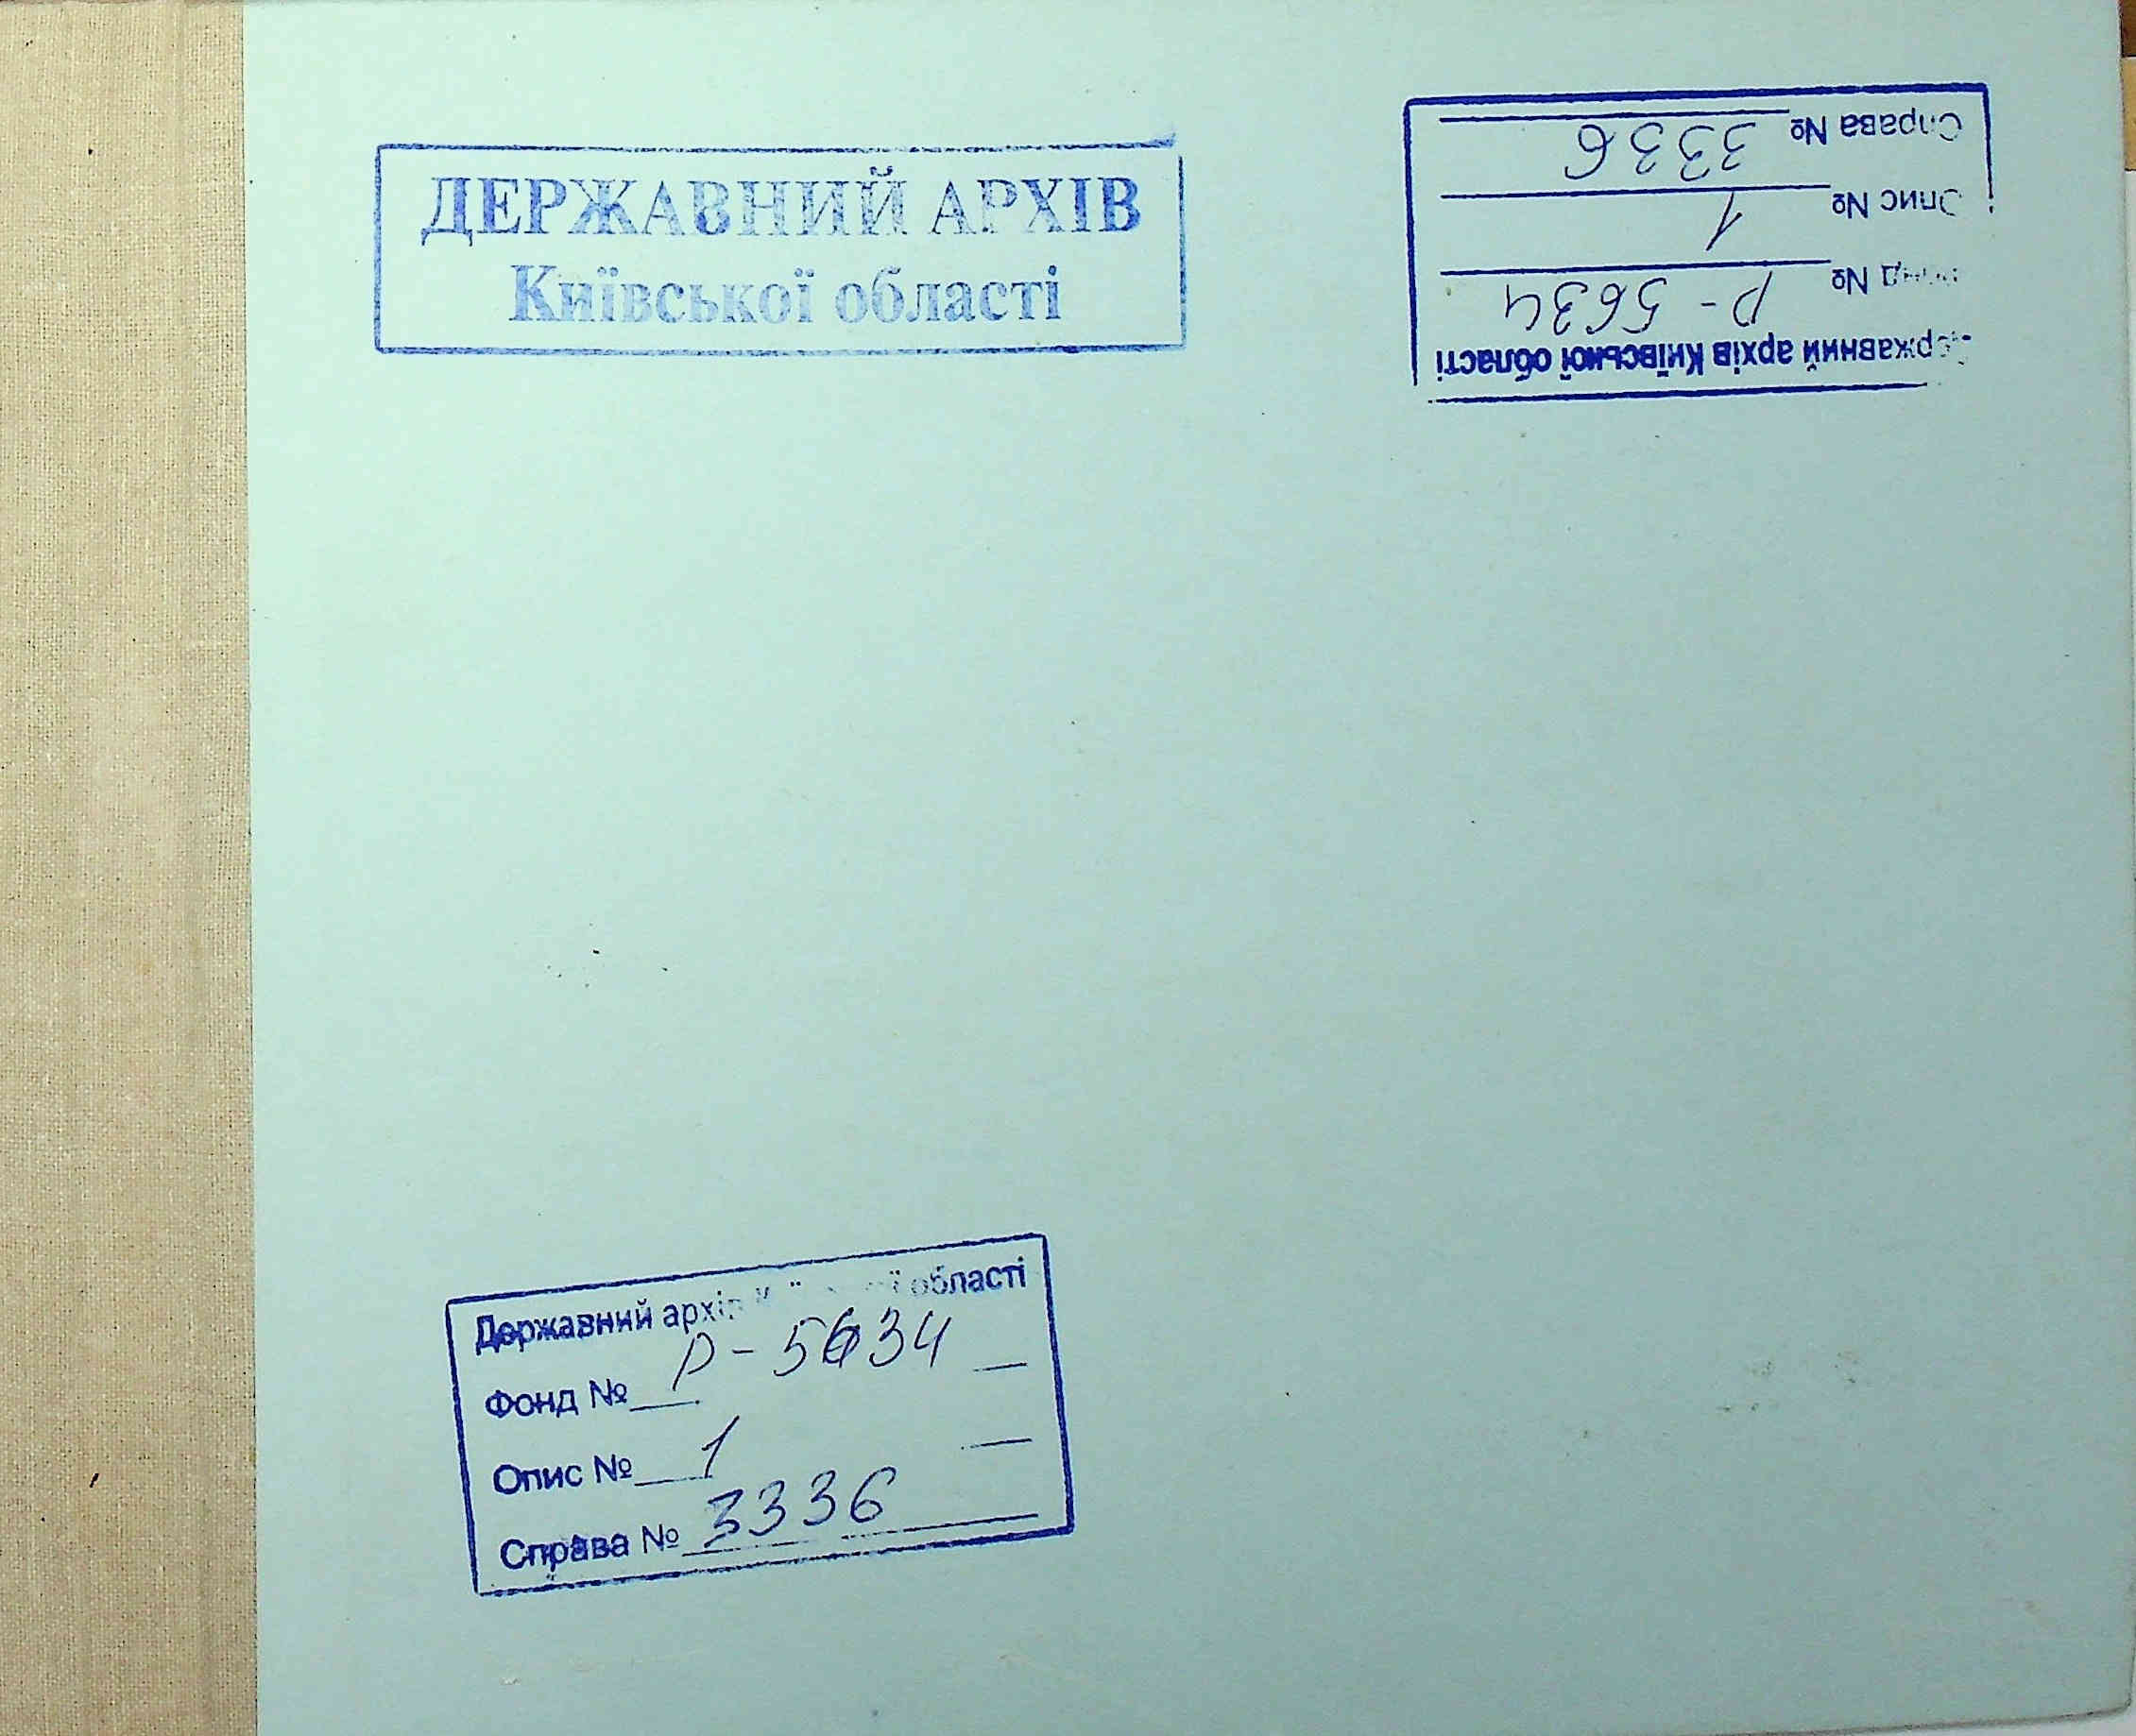 ДЕРЖАВНИЙ АРХІВ
Київської області
Державний архів Київської області
Фонд № Р-5634
Опис № 1
Справа № 3336
Державний архів Київської області
Фонд № Р-5634
Опис № 1
Справа № 3336